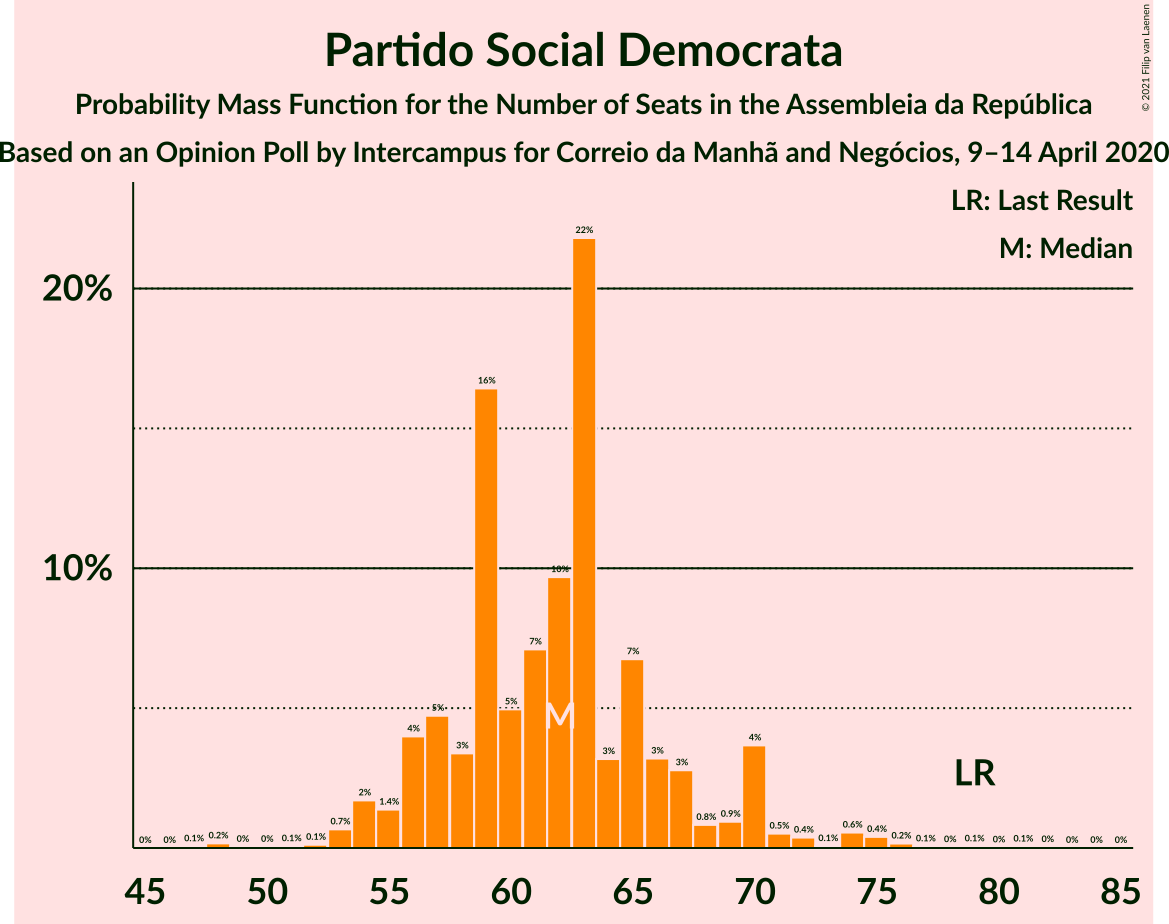 Partido Social Democrata
Probability Mass Function for the Number of Seats in the Assembleia da República
Based on an Opinion Poll by Intercampus for Correio da Manhã and Negócios, 9–14 April 2020
© 2021 Filip van Laenen
LR: Last Result
M: Median
20%
10%
0% 0% 0.1% 0.2% 0% 0% 0.1% 0.1% 0.7% 2% 1.4% 4% 5% 3% 16% 5% 7% 10% 22% 3% 7% 3% 3% 0.8% 0.9% 4% 0.5% 0.4% 0.1% 0.6% 0.4% 0.2% 0.1% 0% 0.1% 0% 0.1% 0% 0% 0% 0%
M
LR
45 50 55 60 65 70 75 80 85